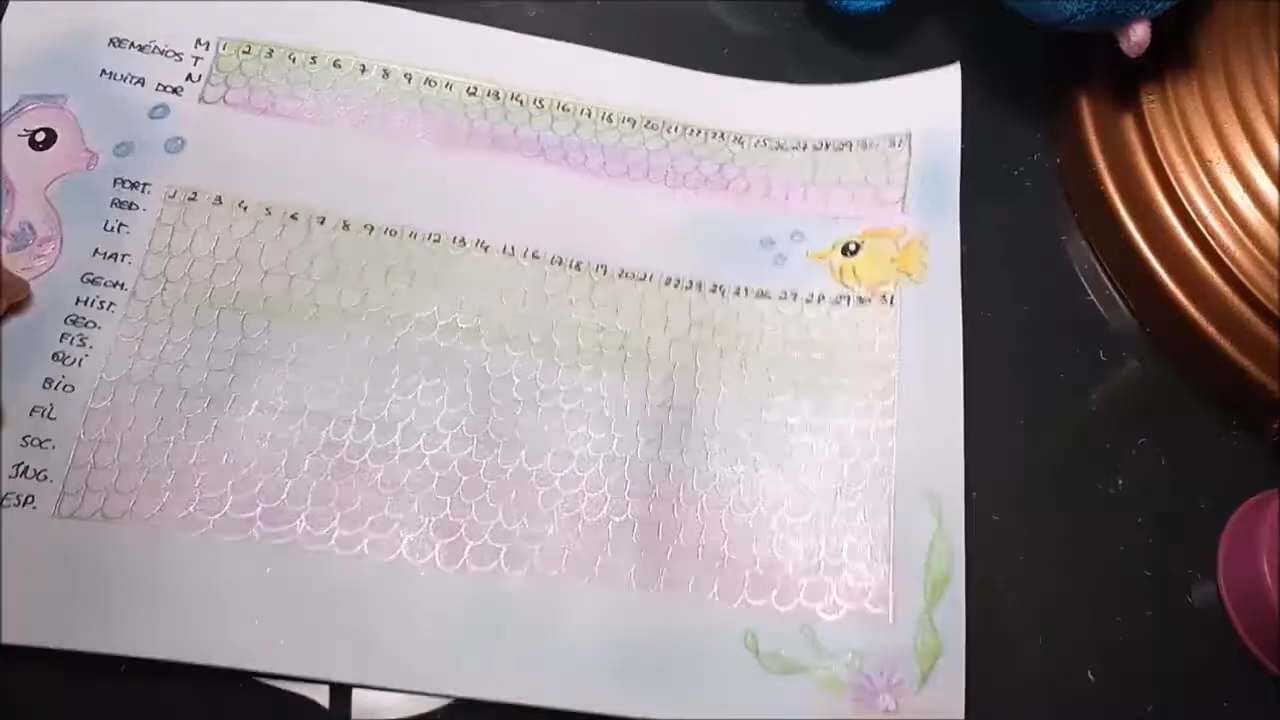 REMÉDIOS M 1 2 3 4 5 6 7 8 9 10 11 12 13 14 15 16 17 18 19 20 21 22 23 24 25 26 27 28 29 30 31
T
N
MUITA DOR
PORT. 1 2 3 4 5 6 7 8 9 10 11 12 13 14 15 16 17 18 19 20 21 22 23 24 25 26 27 28 29 30 31
RED.
LIT.
MAT.
GEOM.
HIST.
GEO.
FÍS.
QUI
BIO
FIL
SOC.
ING.
ESP.